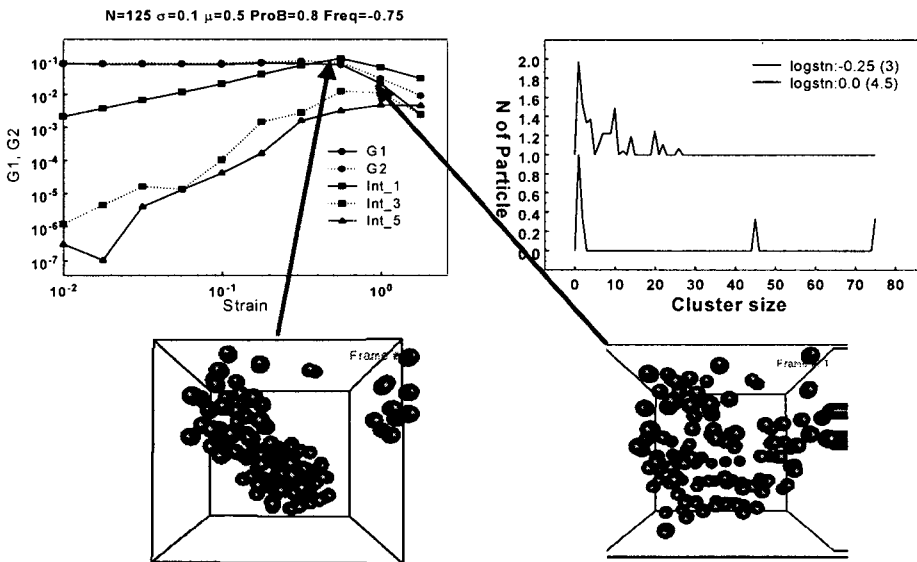 N=125 σ=0.1 μ=0.5 ProB=0.8 Freq=-0.75
G1, G2
10⁻¹
10⁻²
10⁻³
10⁻⁴
10⁻⁵
10⁻⁶
10⁻⁷
G1
G2
Int_1
Int_3
Int_5
10⁻² 10⁻¹ 10⁰
Strain
N of Particle
2.0
1.8
1.6
1.4
1.2
1.0
0.8
0.6
0.4
0.2
0.0
logstn:-0.25 (3)
logstn:0.0 (4.5)
0 10 20 30 40 50 60 70 80
Cluster size
Frame
Frame 1